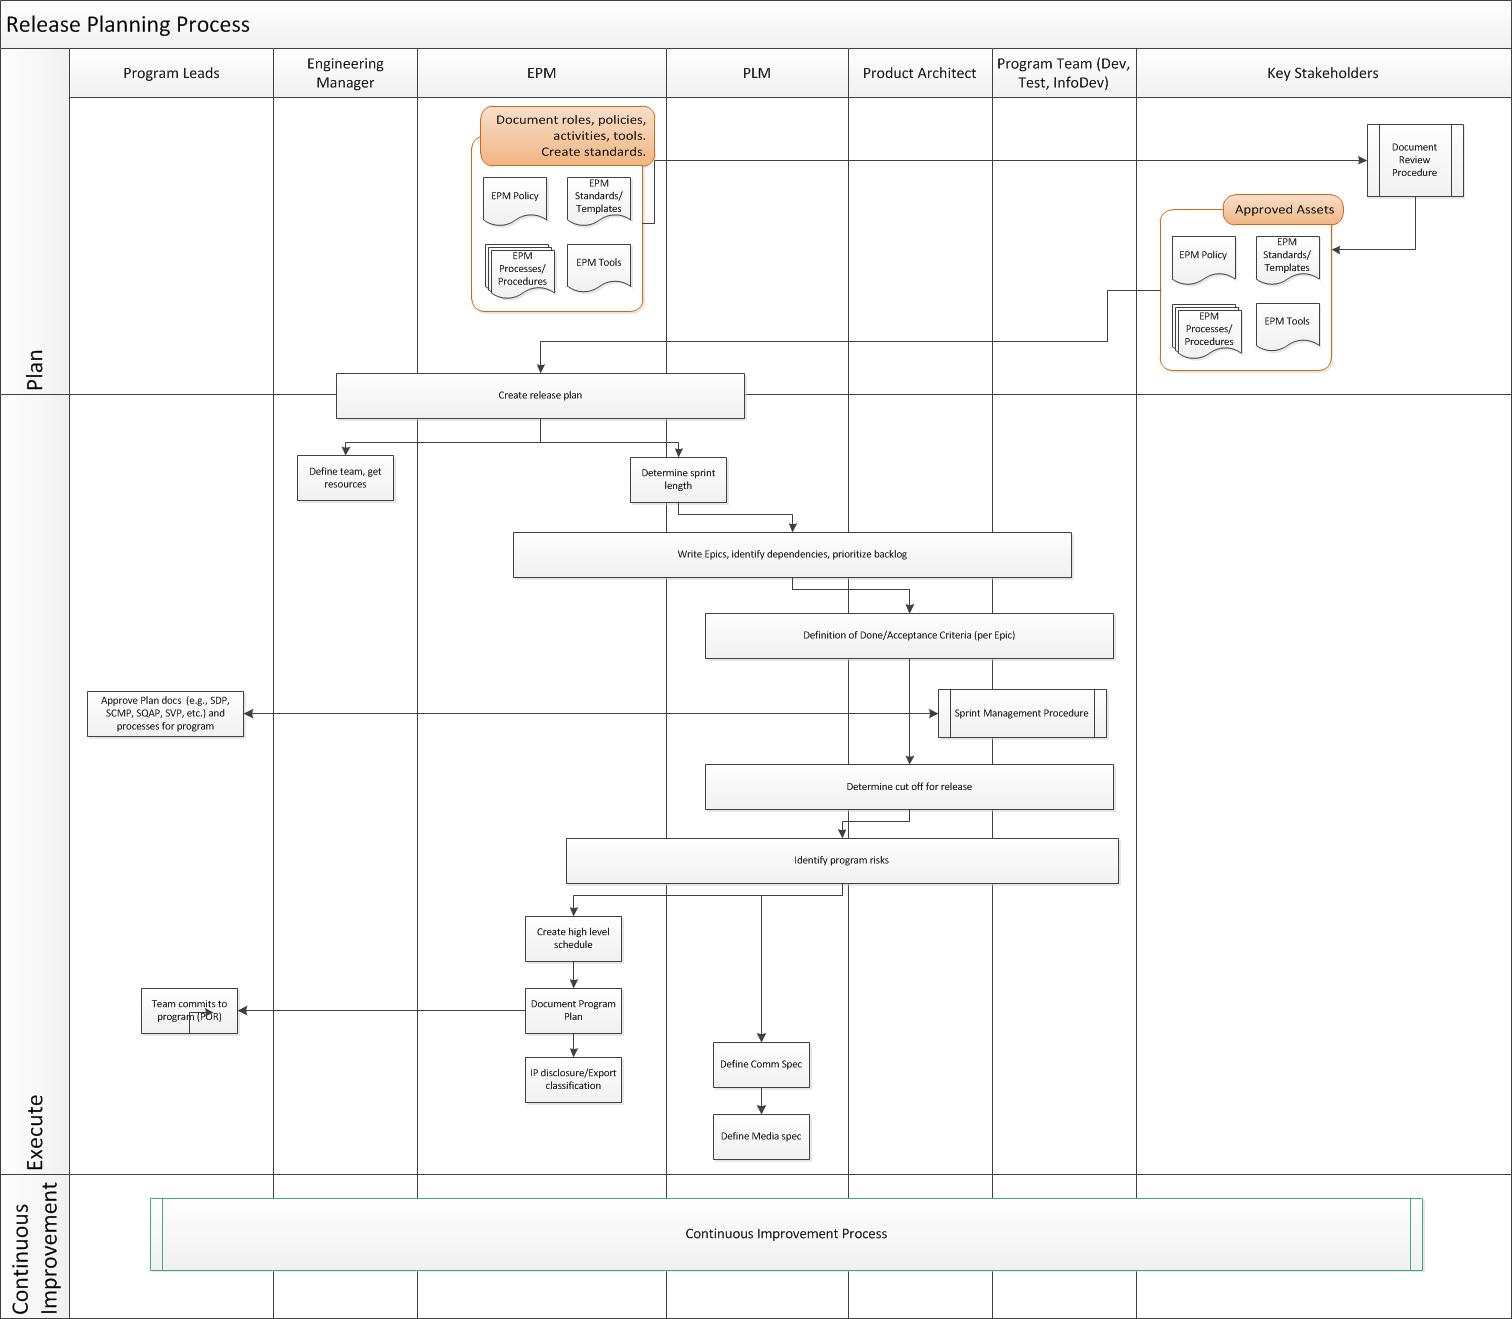 Release Planning Process
Program Leads
Engineering
Manager
EPM
PLM
Product Architect
Program Team (Dev,
Test, InfoDev)
Key Stakeholders
Plan
Document roles, policies,
activities, tools.
Create standards.
EPM Policy
EPM
Standards/
Templates
EPM
Processes/
Procedures
EPM Tools
Document
Review
Procedure
Approved Assets
EPM Policy
EPM
Standards/
Templates
EPM
Processes/
Procedures
EPM Tools
Create release plan
Execute
Define team, get
resources
Determine sprint
length
Write Epics, identify dependencies, prioritize backlog
Definition of Done/Acceptance Criteria (per Epic)
Approve Plan docs (e.g., SDP,
SCMP, SQAP, SVP, etc.) and
processes for program
Sprint Management Procedure
Determine cut off for release
Identify program risks
Create high level
schedule
Team commits to
program (POR)
Document Program
Plan
Define Comm Spec
IP disclosure/Export
classification
Define Media spec
Continuous
Improvement
Continuous Improvement Process